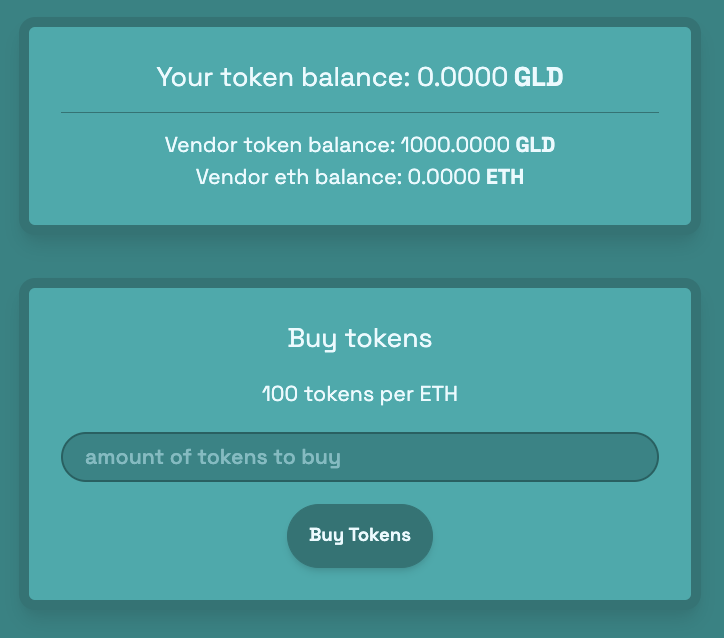 Your token balance: 0.0000 GLD
Vendor token balance: 1000.0000 GLD
Vendor eth balance: 0.0000 ETH
Buy tokens
100 tokens per ETH
amount of tokens to buy
Buy Tokens